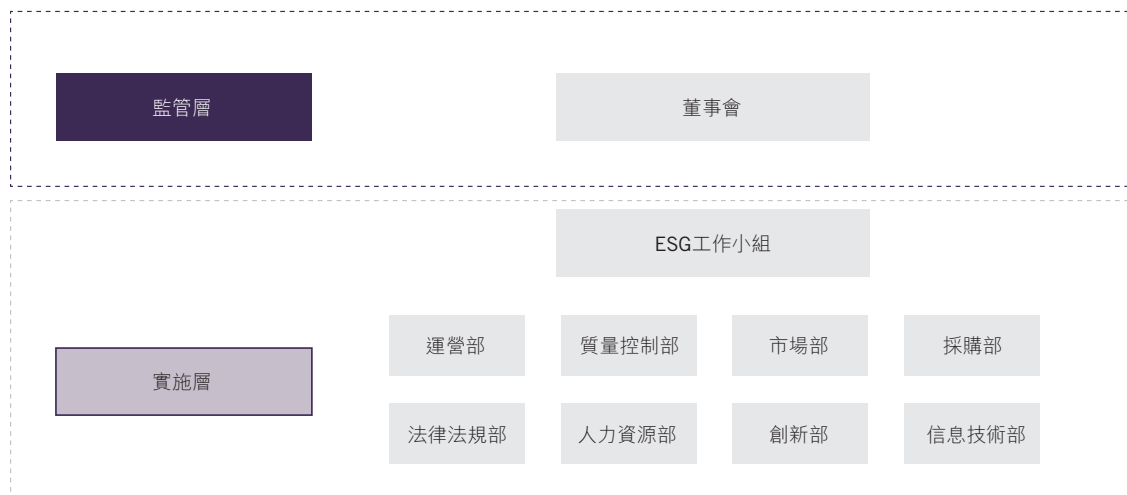 監管層
董事會
ESG工作小組
實施層
運營部
質量控制部
市場部
採購部
法律法規部
人力資源部
創新部
信息技術部